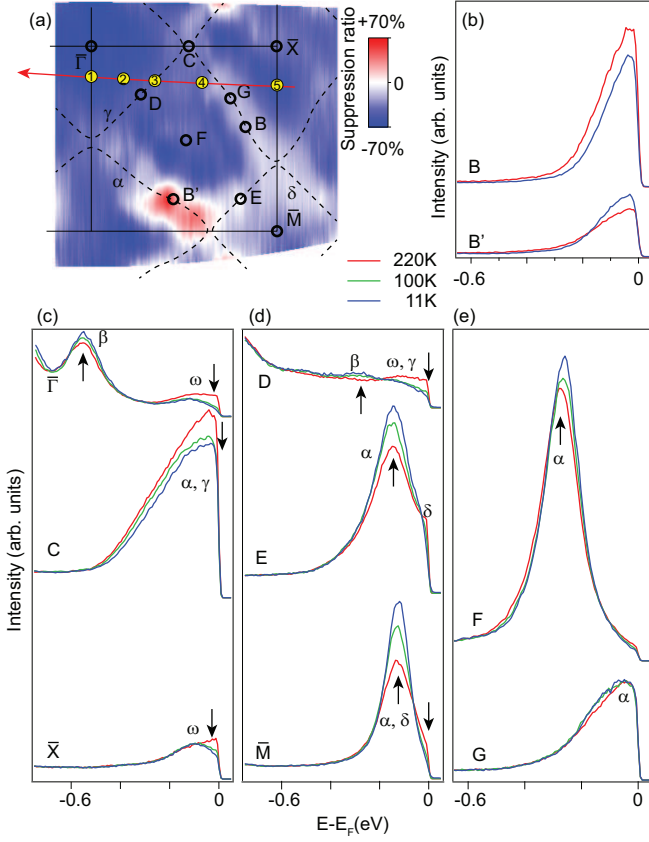 (a)
+70%
0
-70%
Suppression ratio
Γ̅
C
X̅
1
2
3
4
5
D
G
γ
B
F
α
B'
E
δ
M̅
(b)
Intensity (arb. units)
B
B'
-0.6
0
220K
100K
11K
(c)
β
Γ̅
ω
α, γ
C
ω
X̅
-0.6
0
Intensity (arb. units)
(d)
D
β
ω, γ
α
δ
E
α, δ
M̅
-0.6
0
E-E_F(eV)
(e)
α
F
α
G
-0.6
0